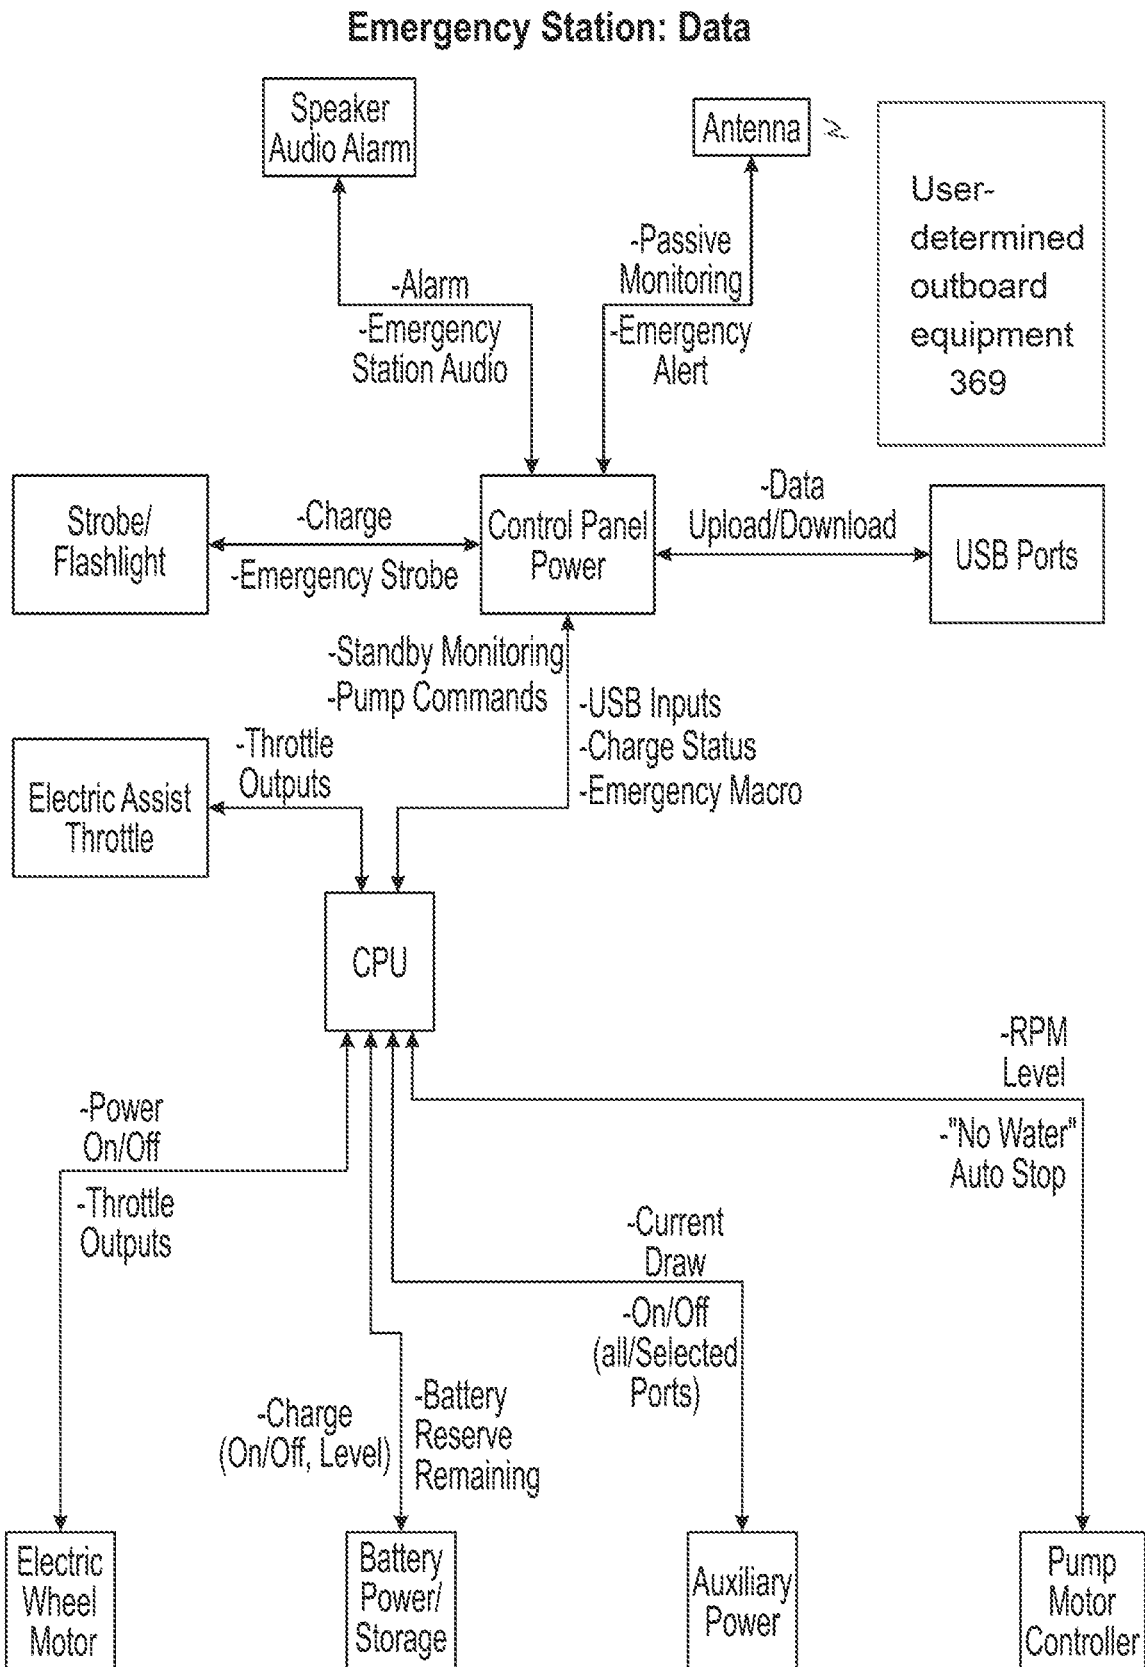 Emergency Station: Data
Speaker
Audio Alarm
Antenna
User-
determined
outboard
equipment
369
-Passive
Monitoring
-Alarm
-Emergency
Station Audio
-Emergency
Alert
Strobe/
Flashlight
-Charge
-Emergency Strobe
Control Panel
Power
-Data
Upload/Download
USB Ports
-Standby Monitoring
-Pump Commands
-USB Inputs
-Charge Status
-Emergency Macro
-Throttle
Outputs
Electric Assist
Throttle
CPU
-RPM
Level
-"No Water"
Auto Stop
-Power
On/Off
-Throttle
Outputs
-Current
Draw
-On/Off
(all/Selected
Ports)
-Charge
(On/Off, Level)
-Battery
Reserve
Remaining
Electric
Wheel
Motor
Battery
Power/
Storage
Auxiliary
Power
Pump
Motor
Controller